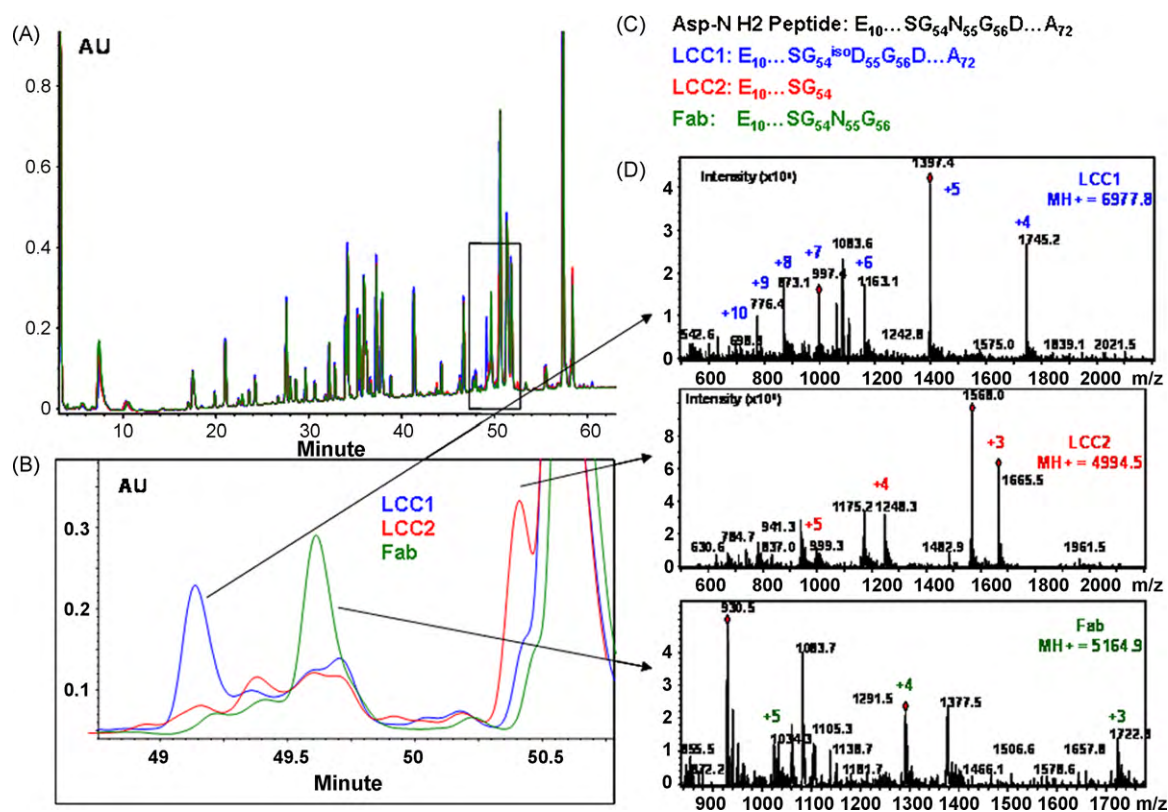 (A)
AU
0.8
0.6
0.4
0.2
0
10 20 30 40 50 60
Minute
(B)
AU
LCC1
LCC2
Fab
0.3
0.2
0.1
49 49.5 50 50.5
Minute
(C)
Asp-N H2 Peptide: E10... SG54N55G56D... A72
LCC1: E10... SG54isoD55G56D... A72
LCC2: E10... SG54
Fab: E10... SG54N55G56
(D)
Intensity
LCC1
MH+ = 6977.8
1397.4
+5
+4
1745.2
+6
1163.1
1083.6
+7
997.4
+8
873.1
+9
776.4
+10
542.6
1242.8
1575.0
1839.1
2021.5
4
3
2
1
0
600 800 1000 1200 1400 1600 1800 2000 m/z
Intensity
LCC2
MH+ = 4994.5
1568.0
+3
1665.5
+4
1175.2
1248.3
941.3
+5
999.3
630.6
784.7
837.0
1482.9
1961.5
8
6
4
2
0
600 800 1000 1200 1400 1600 1800 2000 m/z
Fab
MH+ = 5164.9
930.5
1083.7
+4
1291.5
1377.5
+5
1034.3
1105.3
1138.7
1181.7
1466.1
1506.6
1578.6
1657.8
+3
1722.3
5
4
3
2
1
0
900 1000 1100 1200 1300 1400 1500 1600 1700 m/z